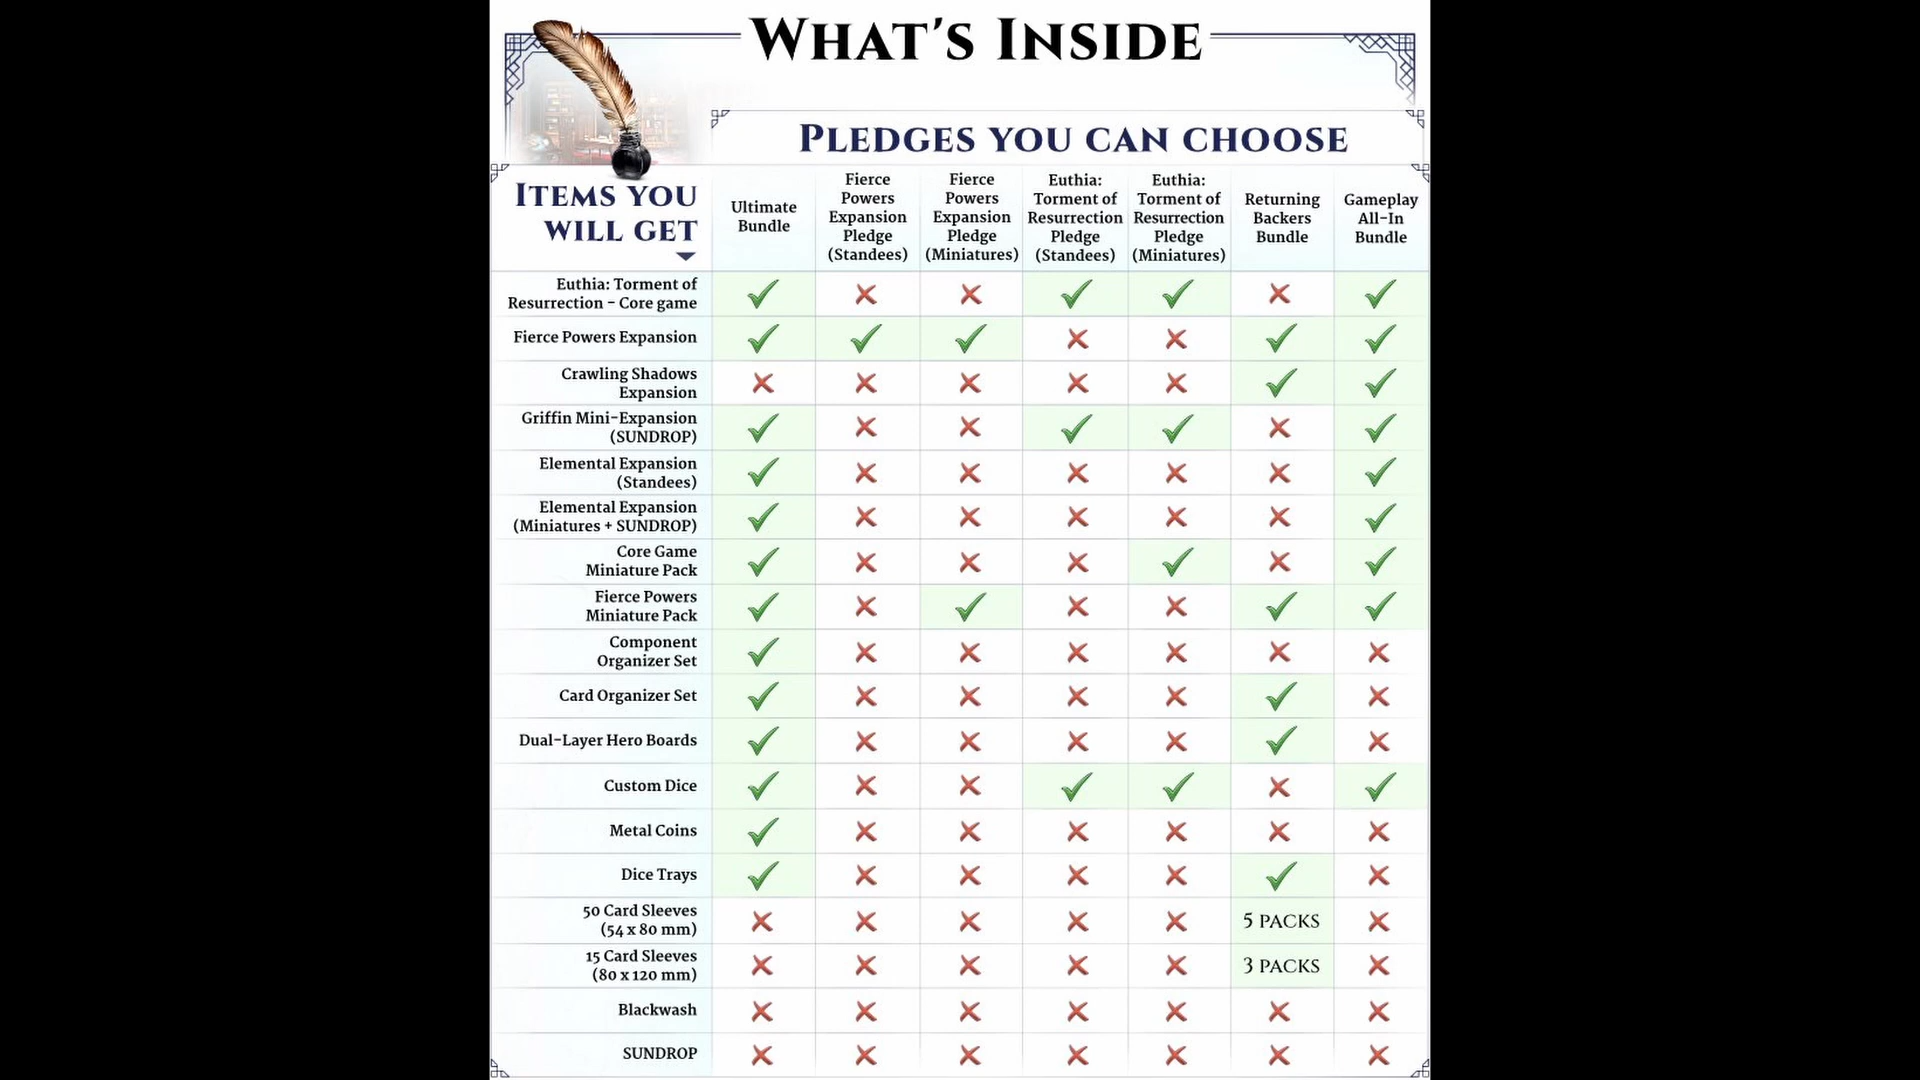 WHAT'S INSIDE
PLEDGES YOU CAN CHOOSE
ITEMS YOU
WILL GET
Ultimate
Bundle
Fierce
Powers
Expansion
Pledge
(Standees)
Fierce
Powers
Expansion
Pledge
(Miniatures)
Euthia:
Torment of
Resurrection
Pledge
(Standees)
Euthia:
Torment of
Resurrection
Pledge
(Miniatures)
Returning
Backers
Bundle
Gameplay
All-In
Bundle
Euthia: Torment of
Resurrection – Core game
Fierce Powers Expansion
Crawling Shadows
Expansion
Griffin Mini-Expansion
(SUNDROP)
Elemental Expansion
(Standees)
Elemental Expansion
(Miniatures + SUNDROP)
Core Game
Miniature Pack
Fierce Powers
Miniature Pack
Component
Organizer Set
Card Organizer Set
Dual-Layer Hero Boards
Custom Dice
Metal Coins
Dice Trays
50 Card Sleeves
(54 x 80 mm)
5 PACKS
15 Card Sleeves
(80 x 120 mm)
3 PACKS
Blackwash
SUNDROP